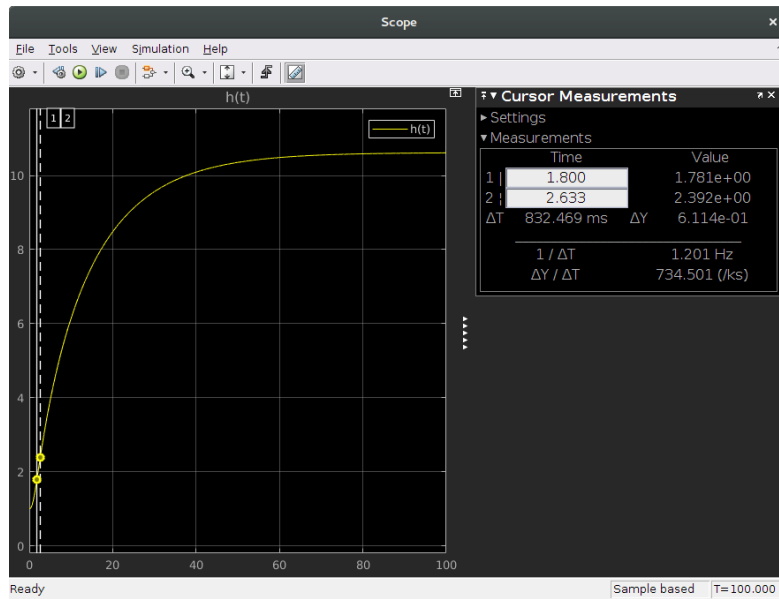 Scope
File Tools View Simulation Help
h(t)
1 2
h(t)
10
8
6
4
2
0
0 20 40 60 80 100
Cursor Measurements
Settings
Measurements
Time Value
1 | 1.800 1.781e+00
2 ¦ 2.633 2.392e+00
ΔT 832.469 ms ΔY 6.114e-01
1 / ΔT 1.201 Hz
ΔY / ΔT 734.501 (/ks)
Ready Sample based T=100.000